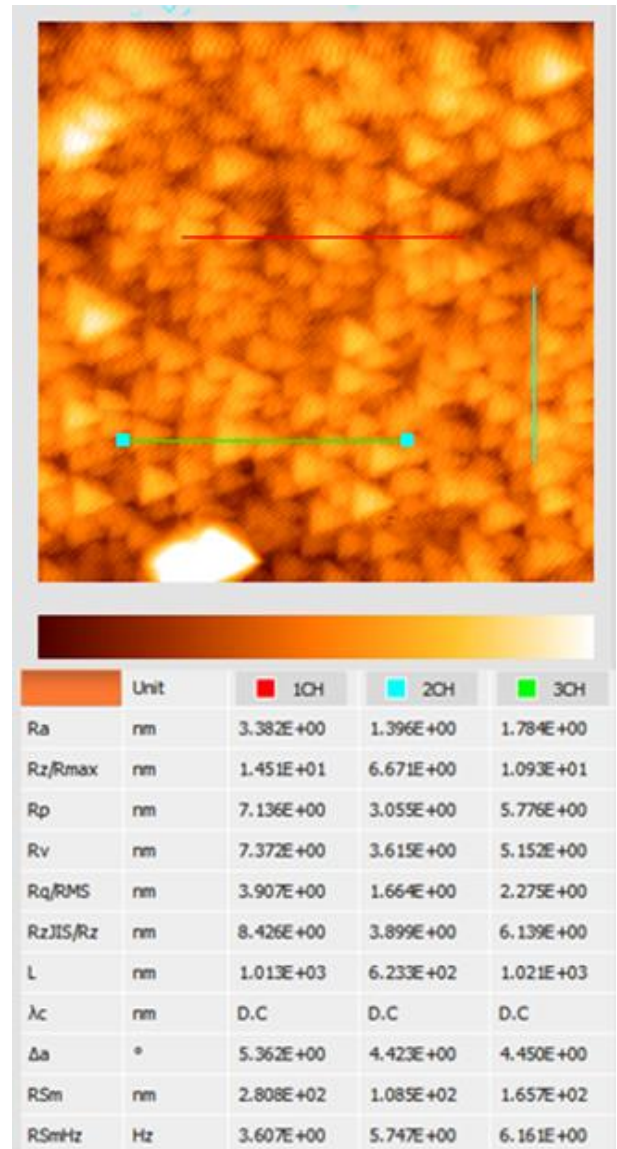 Unit 1CH 2CH 3CH
Ra nm 3.382E+00 1.396E+00 1.784E+00
Rz/Rmax nm 1.451E+01 6.671E+00 1.093E+01
Rp nm 7.136E+00 3.055E+00 5.776E+00
Rv nm 7.372E+00 3.615E+00 5.152E+00
Rq/RMS nm 3.907E+00 1.664E+00 2.275E+00
RzJIS/Rz nm 8.426E+00 3.899E+00 6.139E+00
L nm 1.013E+03 6.233E+02 1.021E+03
λc nm D.C D.C D.C
Δa ° 5.362E+00 4.423E+00 4.450E+00
RSm nm 2.808E+02 1.085E+02 1.657E+02
RSmHz Hz 3.607E+00 5.747E+00 6.161E+00